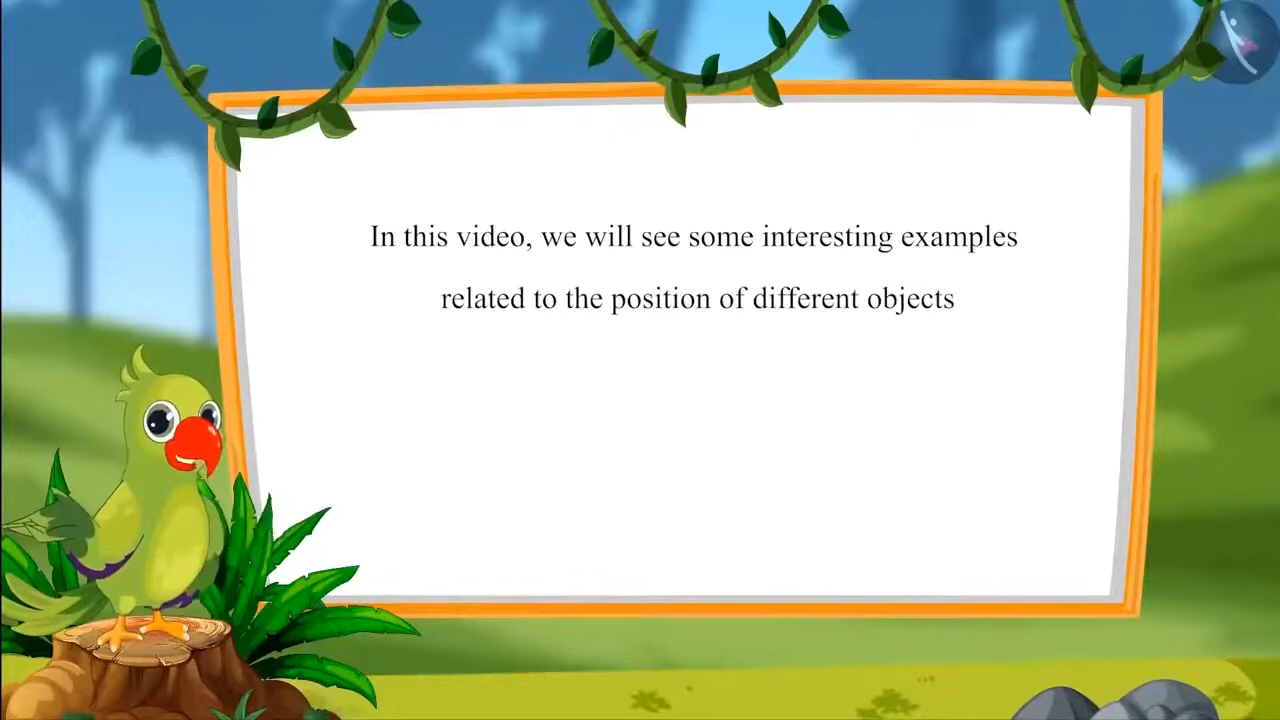 In this video, we will see some interesting examples
related to the position of different objects